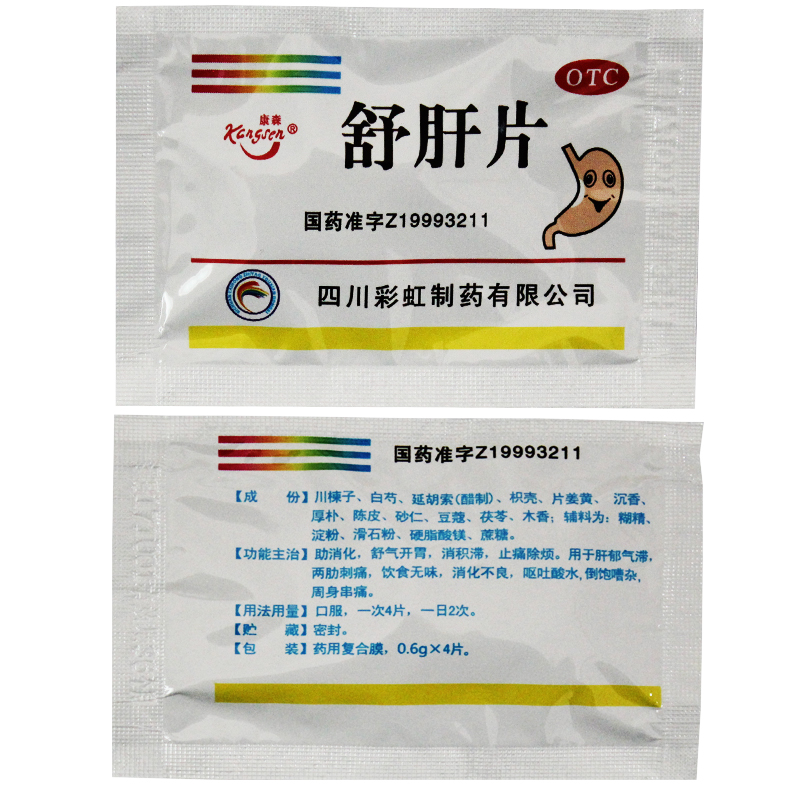 OTC
康森
Kangsen®
舒肝片
国药准字Z19993211
四川彩虹制药有限公司
国药准字Z19993211
【成 份】川楝子、白芍、延胡索(醋制)、枳壳、片姜黄、沉香、
厚朴、陈皮、砂仁、豆蔻、茯苓、木香；辅料为：糊精、
淀粉、滑石粉、硬脂酸镁、蔗糖。
【功能主治】助消化，舒气开胃，消积滞，止痛除烦。用于肝郁气滞，
两肋刺痛，饮食无味，消化不良，呕吐酸水,倒饱嘈杂,
周身串痛。
【用法用量】口服，一次4片，一日2次。
【贮 藏】密封。
【包 装】药用复合膜，0.6g×4片。